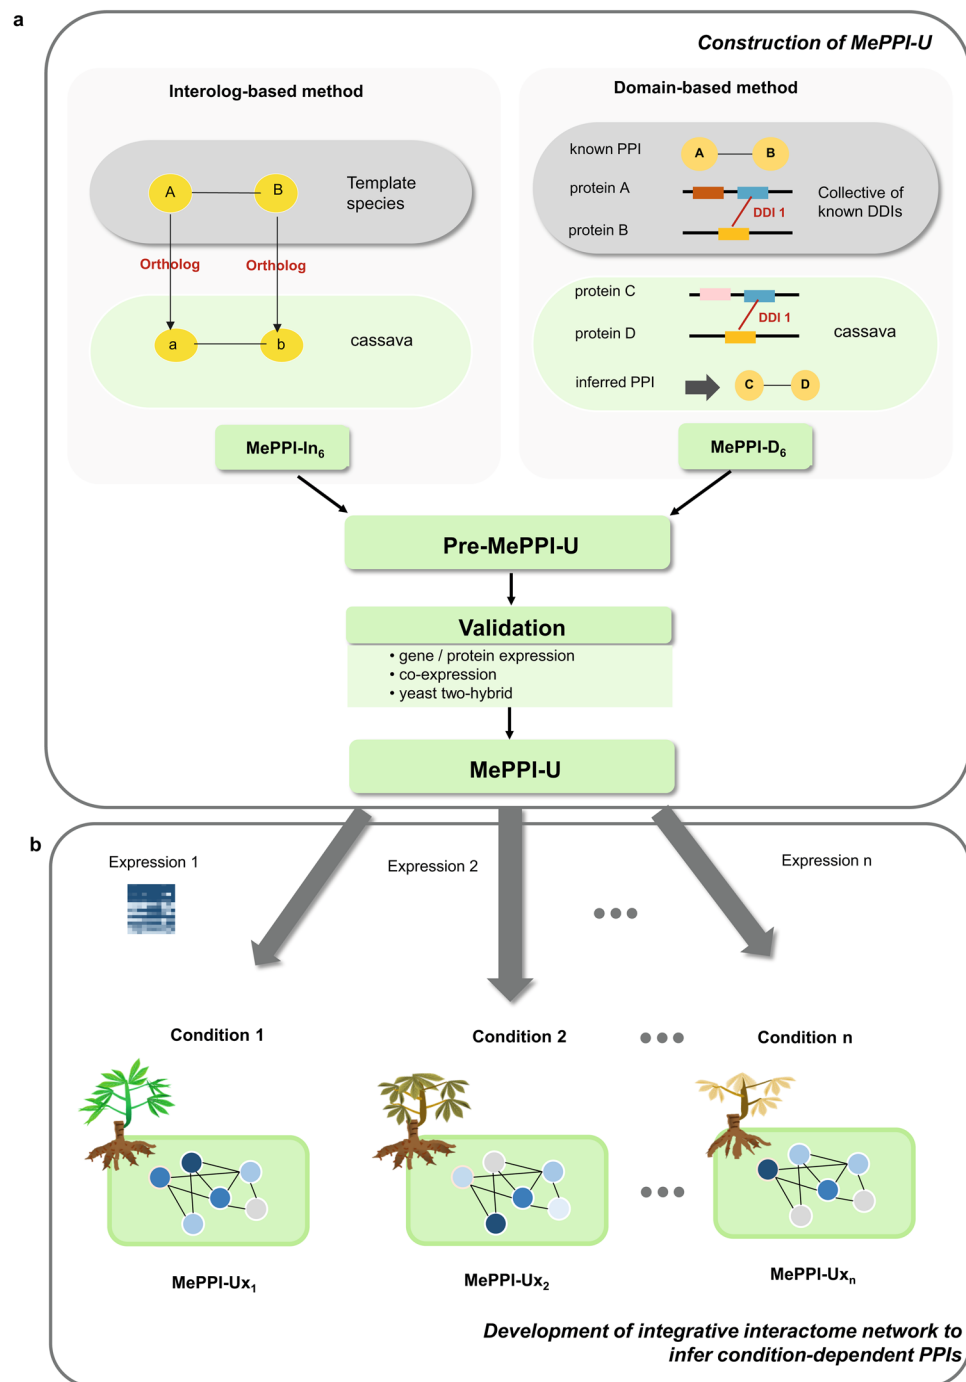 a
Construction of MePPI-U
Interolog-based method
A
B
Template
species
Ortholog
Ortholog
a
b
cassava
MePPI-In₆
Domain-based method
known PPI
A
B
protein A
DDI 1
protein B
Collective of
known DDIs
protein C
DDI 1
protein D
cassava
inferred PPI
C
D
MePPI-D₆
Pre-MePPI-U
Validation
• gene / protein expression
• co-expression
• yeast two-hybrid
MePPI-U
b
Expression 1
Expression 2
Expression n
Condition 1
Condition 2
Condition n
MePPI-Ux₁
MePPI-Ux₂
MePPI-Uxₙ
Development of integrative interactome network to
infer condition-dependent PPIs